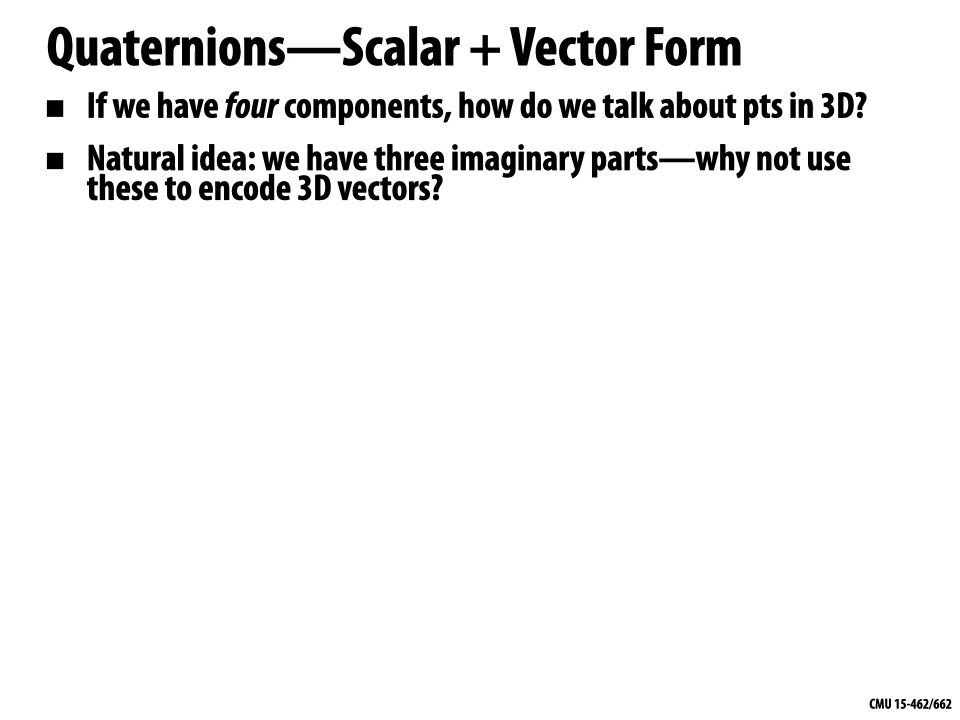 Quaternions—Scalar + Vector Form
■ If we have four components, how do we talk about pts in 3D?
■ Natural idea: we have three imaginary parts—why not use
these to encode 3D vectors?
CMU 15-462/662